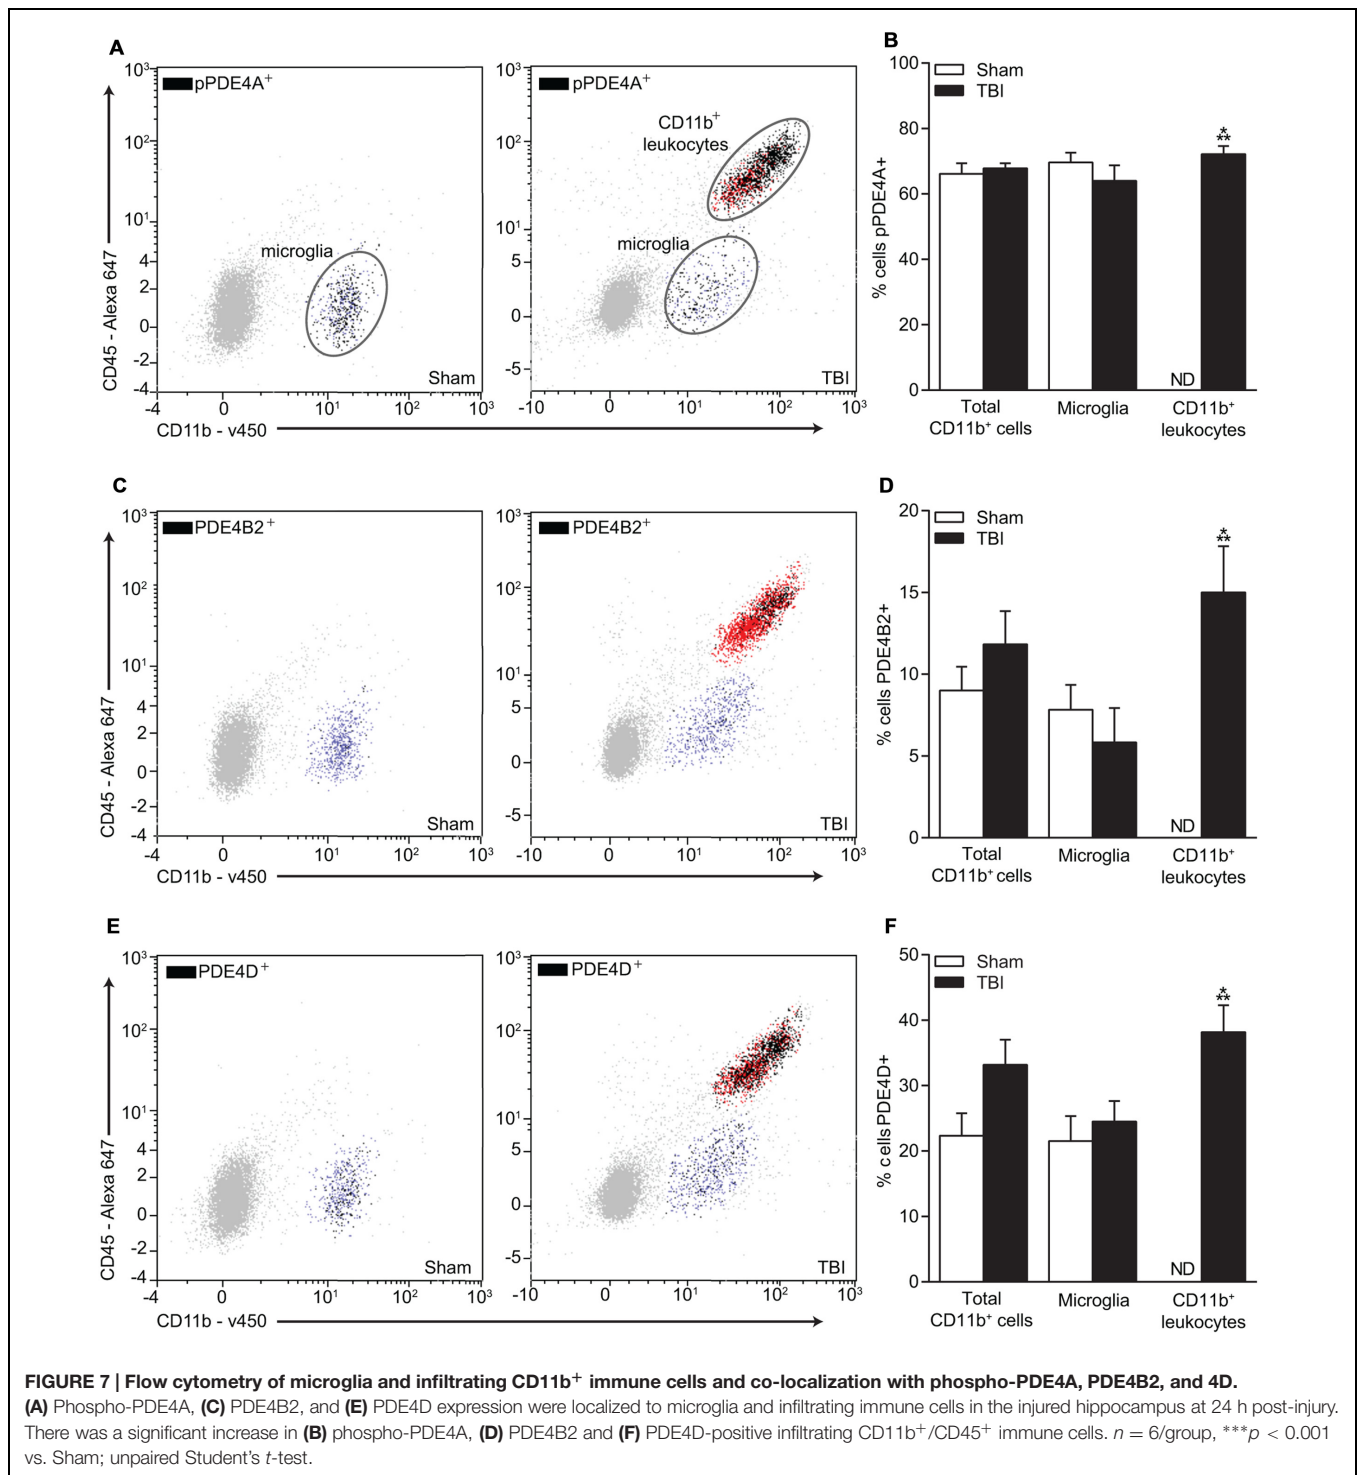 A
pPDE4A+
10³
10²
10¹
4
2
0
-2
-4
CD45 - Alexa 647
microglia
Sham
-4 0 10¹ 10² 10³
CD11b - v450
pPDE4A+
10³
10²
10¹
5
0
-5
CD11b+
leukocytes
microglia
TBI
-10 0 10¹ 10² 10³
B
Sham
TBI
100
80
60
40
20
0
% cells pPDE4A+
***
ND
Total
CD11b+ cells
Microglia
CD11b+
leukocytes
C
PDE4B2+
10³
10²
10¹
4
2
0
-2
-4
CD45 - Alexa 647
Sham
-4 0 10¹ 10² 10³
CD11b - v450
PDE4B2+
10³
10²
10¹
5
0
-5
TBI
-10 0 10¹ 10² 10³
D
Sham
TBI
20
15
10
5
0
% cells PDE4B2+
***
ND
Total
CD11b+ cells
Microglia
CD11b+
leukocytes
E
PDE4D+
10³
10²
10¹
4
2
0
-2
-4
CD45 - Alexa 647
Sham
-4 0 10¹ 10² 10³
CD11b - v450
PDE4D+
10³
10²
10¹
5
0
-5
TBI
-10 0 10¹ 10² 10³
F
Sham
TBI
50
40
30
20
10
0
% cells PDE4D+
***
ND
Total
CD11b+ cells
Microglia
CD11b+
leukocytes
FIGURE 7 | Flow cytometry of microglia and infiltrating CD11b+ immune cells and co-localization with phospho-PDE4A, PDE4B2, and 4D.
(A) Phospho-PDE4A, (C) PDE4B2, and (E) PDE4D expression were localized to microglia and infiltrating immune cells in the injured hippocampus at 24 h post-injury.
There was a significant increase in (B) phospho-PDE4A, (D) PDE4B2 and (F) PDE4D-positive infiltrating CD11b+/CD45+ immune cells. n = 6/group, ***p < 0.001
vs. Sham; unpaired Student's t-test.